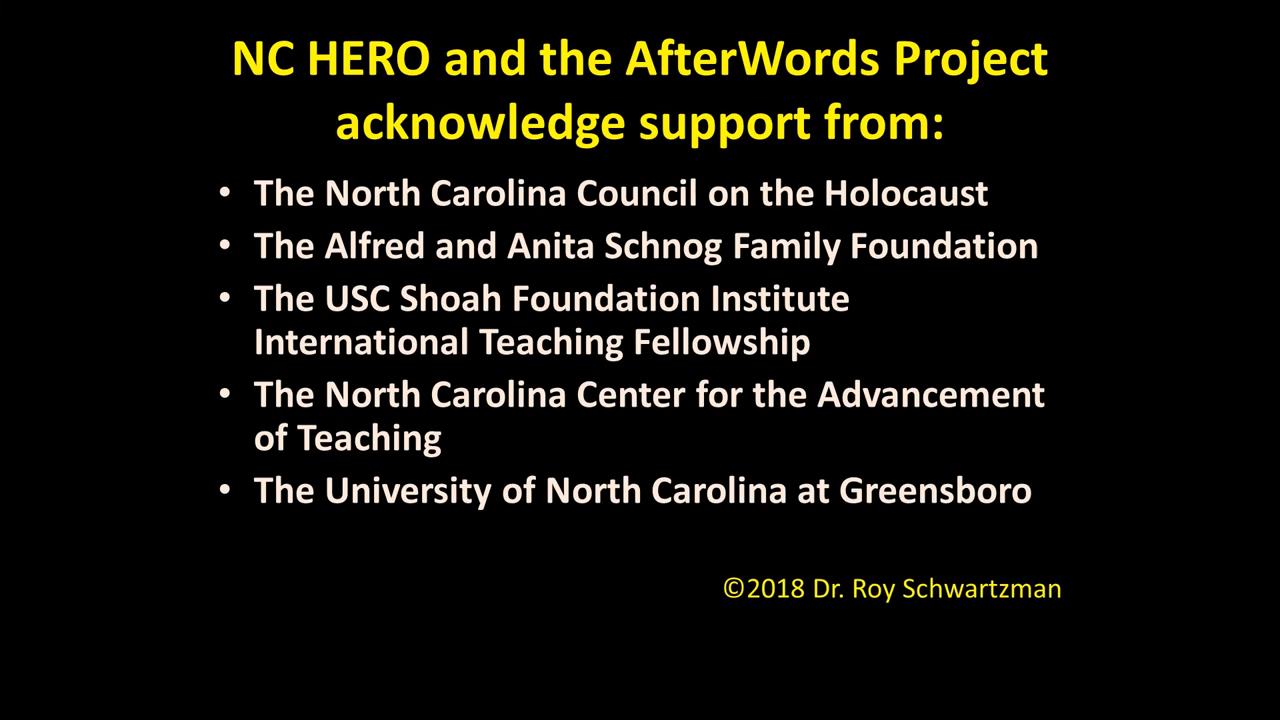 NC HERO and the AfterWords Project
acknowledge support from:
• The North Carolina Council on the Holocaust
• The Alfred and Anita Schnog Family Foundation
• The USC Shoah Foundation Institute
International Teaching Fellowship
• The North Carolina Center for the Advancement
of Teaching
• The University of North Carolina at Greensboro
©2018 Dr. Roy Schwartzman